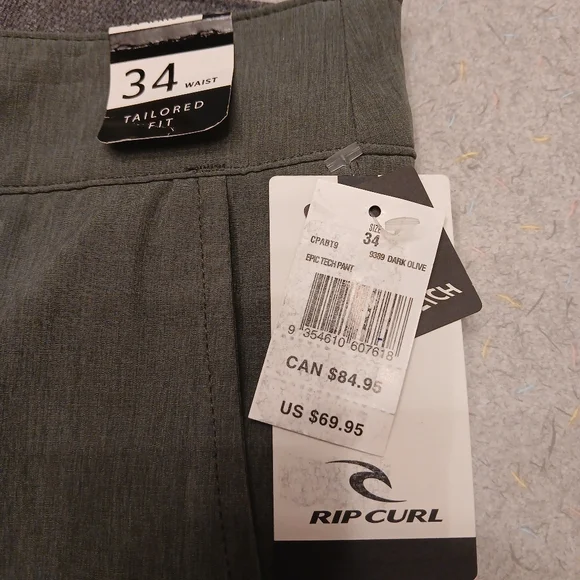 34 WAIST
TAILORED
FIT
SIZE
34
CPABT9
9389 DARK OLIVE
EPIC TECH PANT
9 354610 607618
CAN $84.95
US $69.95
RIP CURL